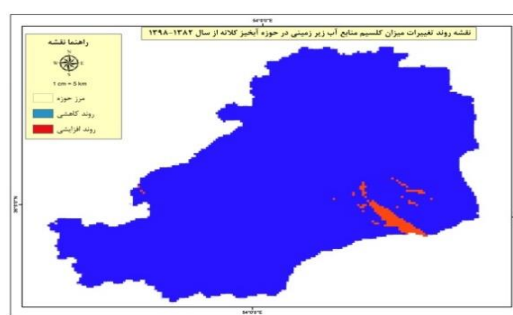 نقشه روند تغییرات میزان کلسیم منابع آب زیر زمینی در حوزه آبخیز کلاته از سال ۱۳۸۲-۱۳۹۸
راهنما نقشه
1 cm = 5 km
مرز حوزه
روند کاهشی
روند افزایشی